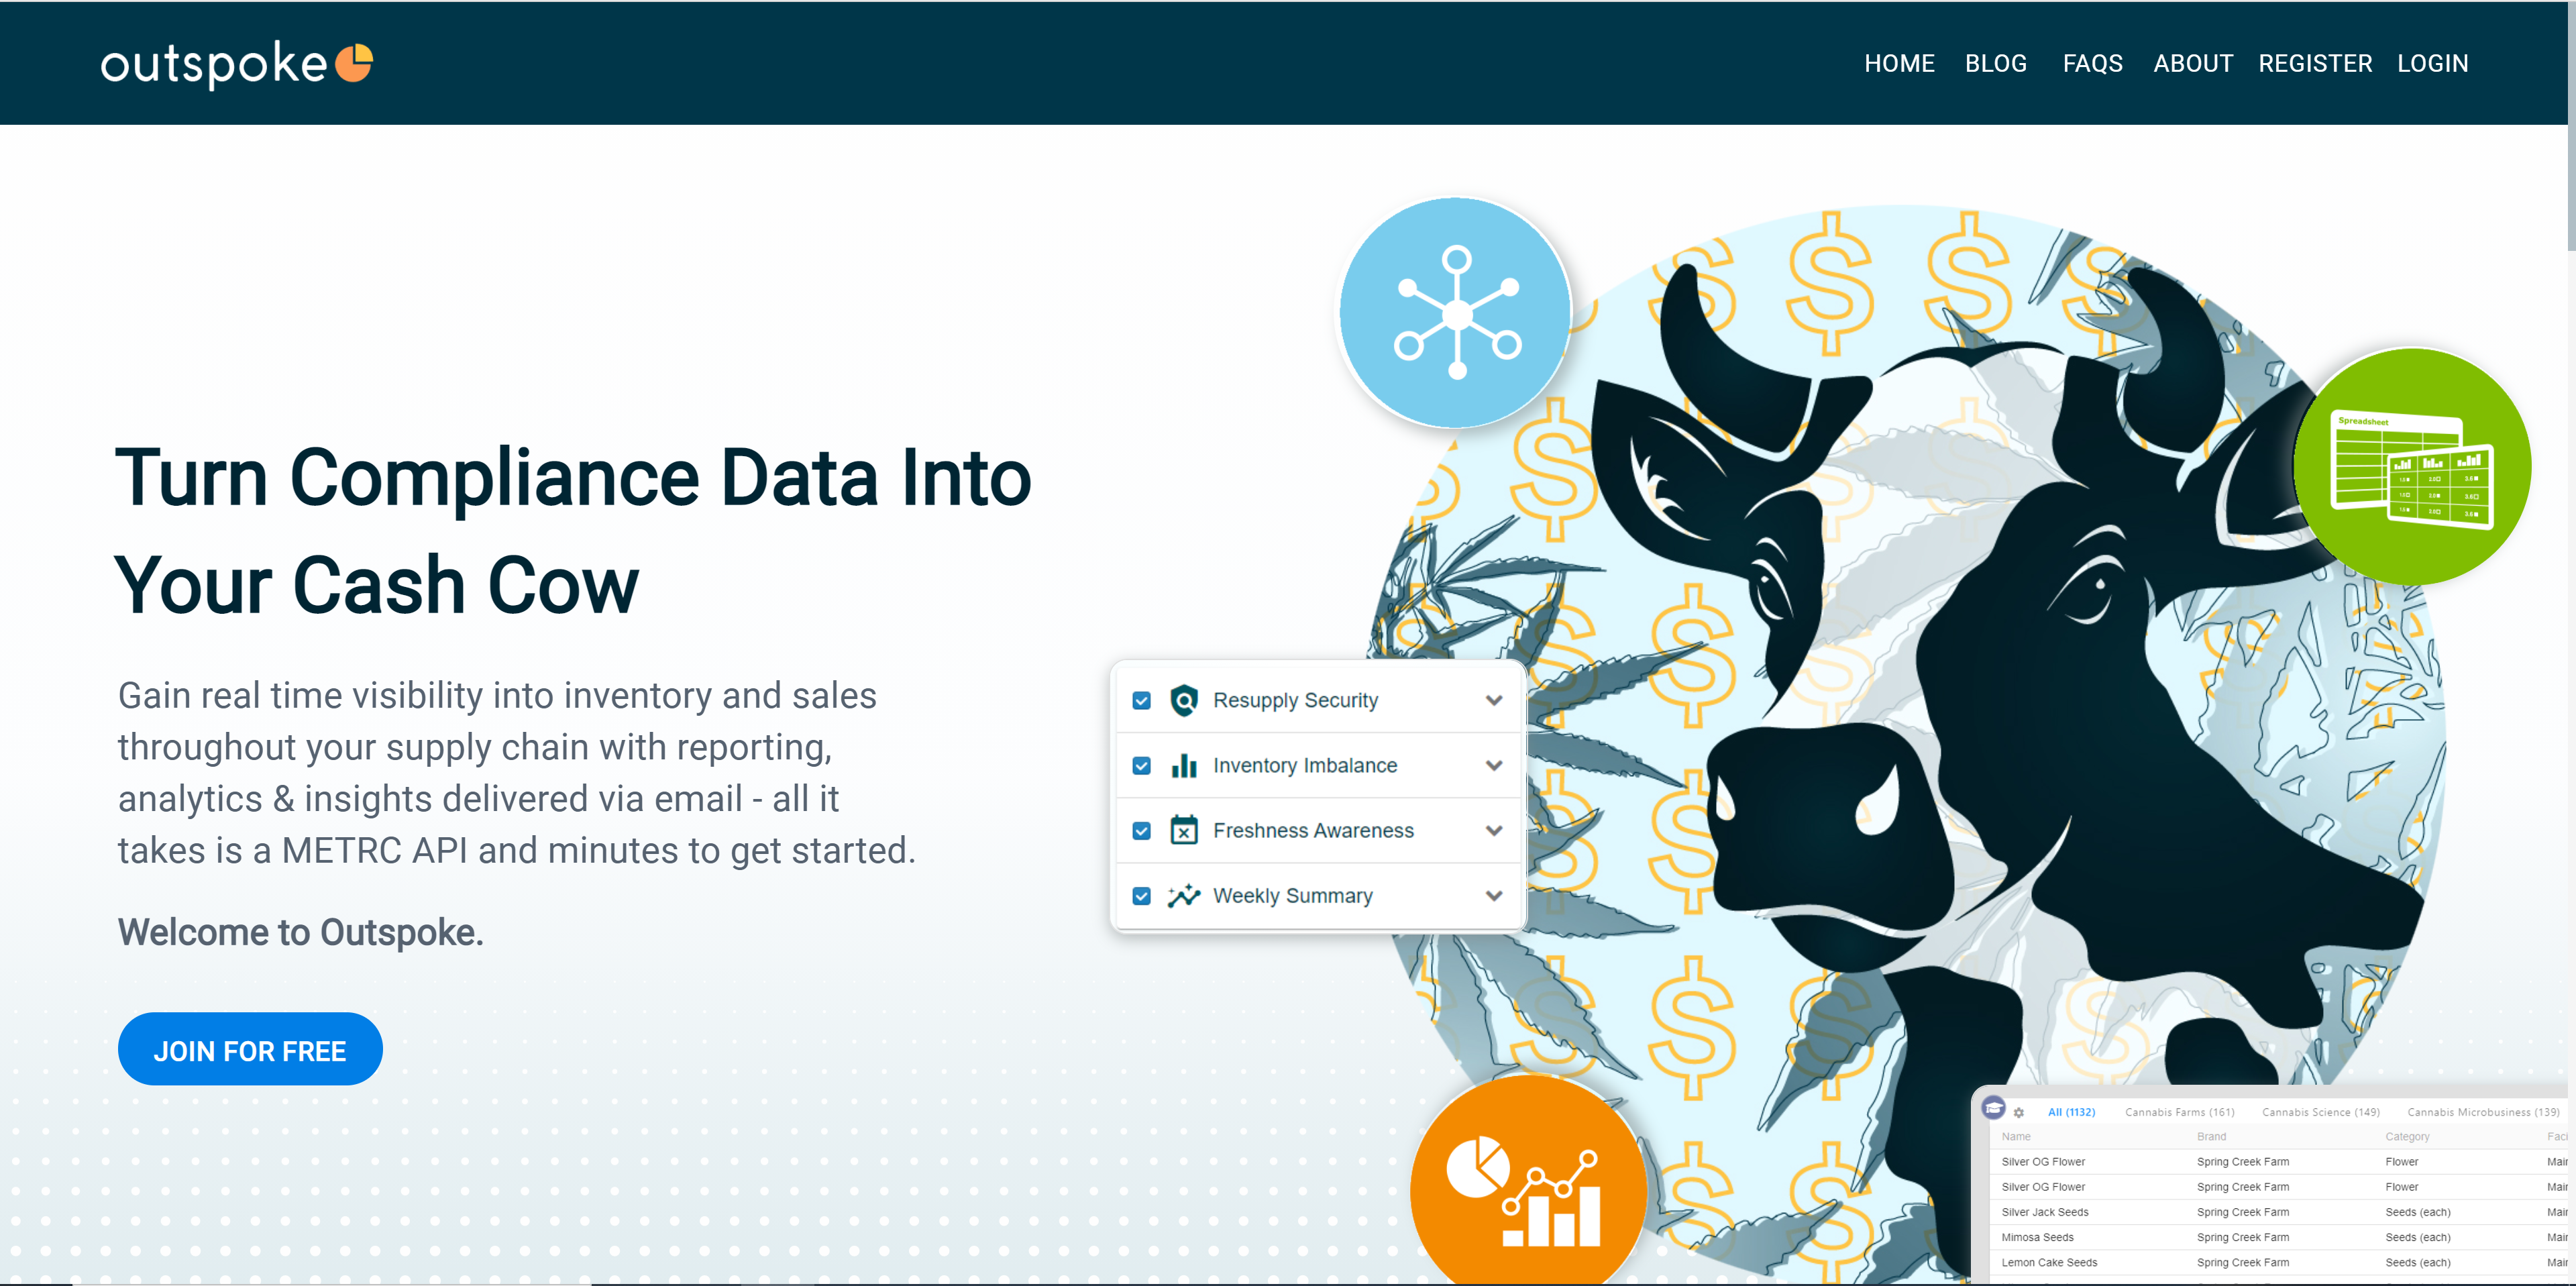 outspoke
HOME BLOG FAQS ABOUT REGISTER LOGIN
Turn Compliance Data Into
Your Cash Cow
Gain real time visibility into inventory and sales
throughout your supply chain with reporting,
analytics & insights delivered via email - all it
takes is a METRC API and minutes to get started.
Welcome to Outspoke.
JOIN FOR FREE
Resupply Security
Inventory Imbalance
Freshness Awareness
Weekly Summary
Spreadsheet
All (1132) Cannabis Farms (161) Cannabis Science (149) Cannabis Microbusiness (139)
Name Brand Category Faci
Silver OG Flower Spring Creek Farm Flower Mair
Silver OG Flower Spring Creek Farm Flower Mair
Silver Jack Seeds Spring Creek Farm Seeds (each) Mair
Mimosa Seeds Spring Creek Farm Seeds (each) Mair
Lemon Cake Seeds Spring Creek Farm Seeds (each) Mair